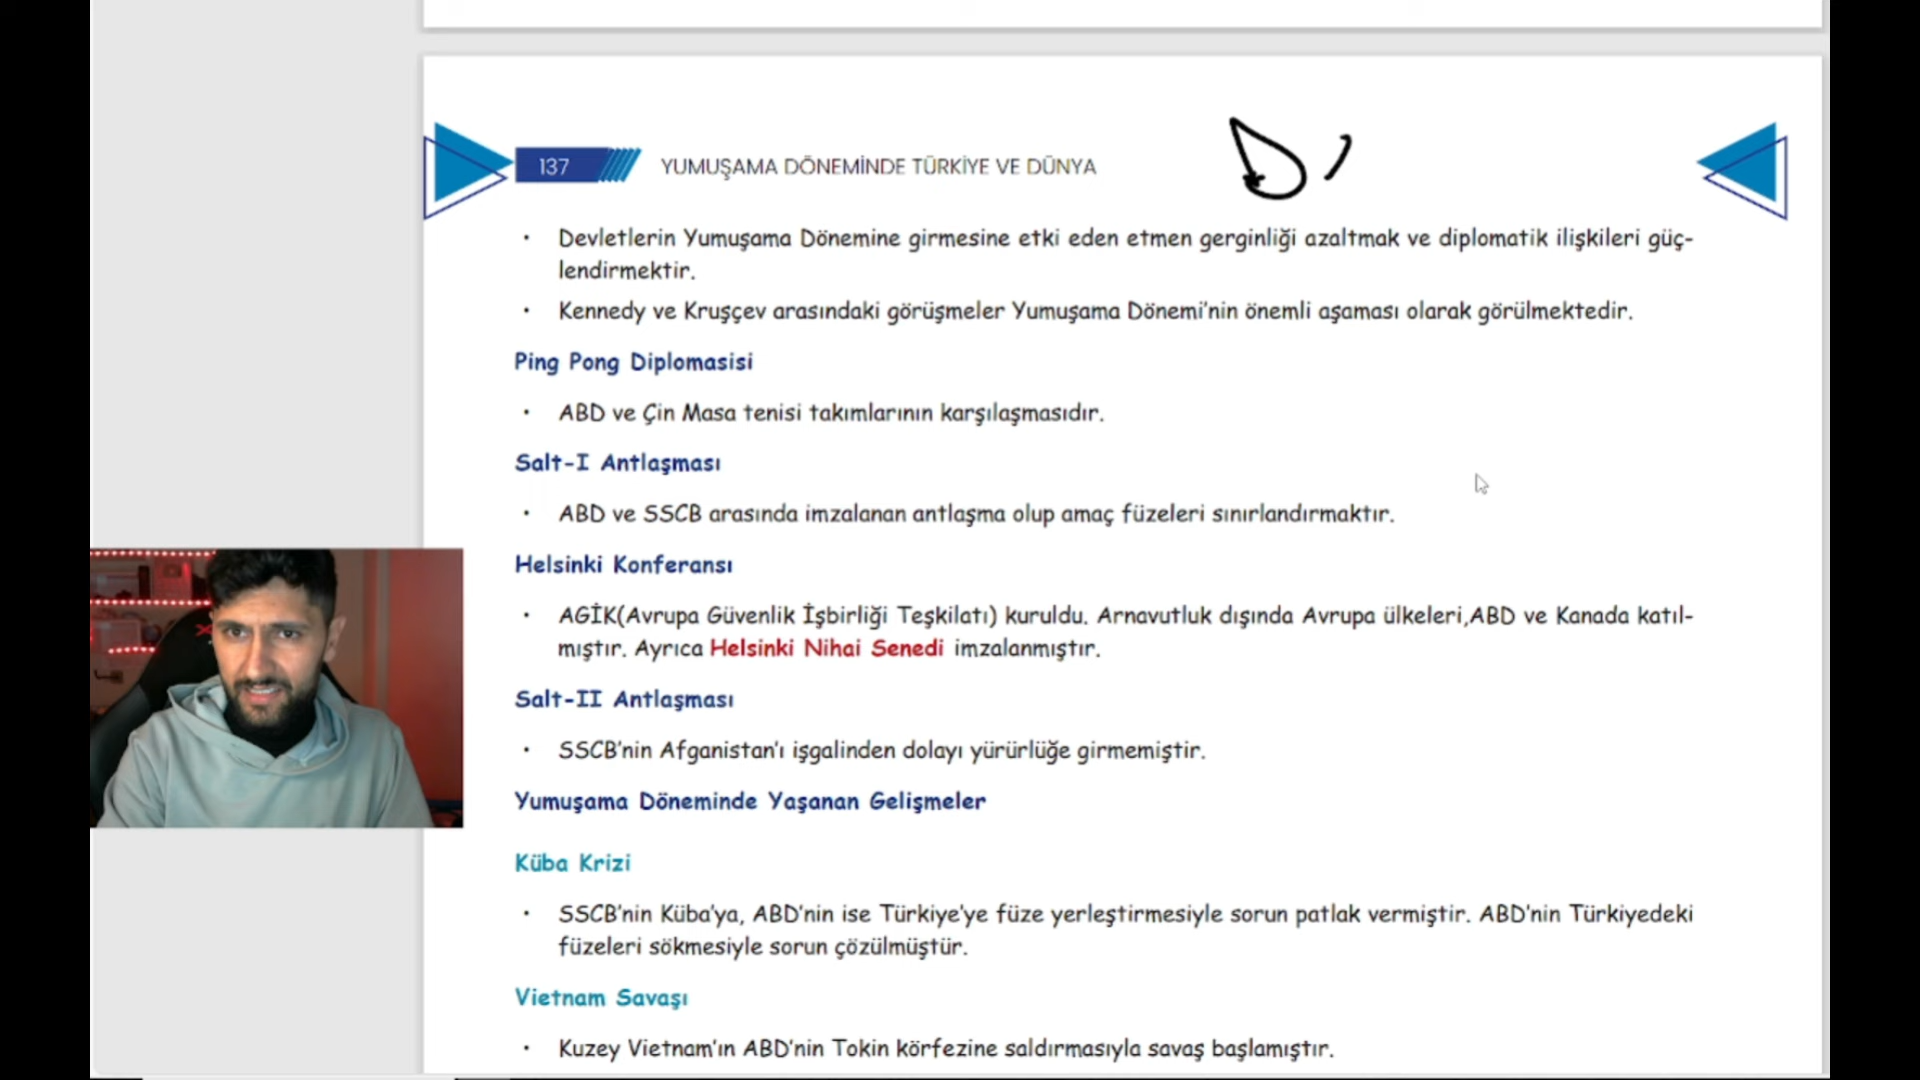 137 YUMUŞAMA DÖNEMİNDE TÜRKİYE VE DÜNYA
• Devletlerin Yumuşama Dönemine girmesine etki eden etmen gerginliği azaltmak ve diplomatik ilişkileri güç-
lendirmektir.
• Kennedy ve Kruşçev arasındaki görüşmeler Yumuşama Dönemi’nin önemli aşaması olarak görülmektedir.
Ping Pong Diplomasisi
• ABD ve Çin Masa tenisi takımlarının karşılaşmasıdır.
Salt-I Antlaşması
• ABD ve SSCB arasında imzalanan antlaşma olup amaç füzeleri sınırlandırmaktır.
Helsinki Konferansı
• AGİK(Avrupa Güvenlik İşbirliği Teşkilatı) kuruldu. Arnavutluk dışında Avrupa ülkeleri,ABD ve Kanada katıl-
mıştır. Ayrıca Helsinki Nihai Senedi imzalanmıştır.
Salt-II Antlaşması
• SSCB’nin Afganistan’ı işgalinden dolayı yürürlüğe girmemiştir.
Yumuşama Döneminde Yaşanan Gelişmeler
Küba Krizi
• SSCB’nin Küba’ya, ABD’nin ise Türkiye’ye füze yerleştirmesiyle sorun patlak vermiştir. ABD’nin Türkiyedeki
füzeleri sökmesiyle sorun çözülmüştür.
Vietnam Savaşı
• Kuzey Vietnam’ın ABD’nin Tokin körfezine saldırmasıyla savaş başlamıştır.